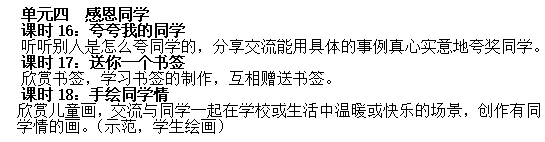 单元四 感恩同学
课时 16：夸夸我的同学
听听别人是怎么夸同学的，分享交流能用具体的事例真心实意地夸奖同学。
课时 17：送你一个书签
欣赏书签，学习书签的制作，互相赠送书签。
课时 18：手绘同学情
欣赏儿童画，交流与同学一起在学校或生活中温暖或快乐的场景，创作有同
学情的画。（示范，学生绘画）